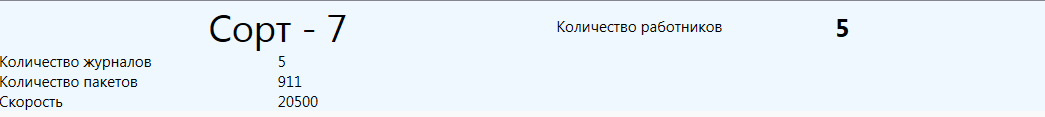 Сорт - 7 Количество работников 5
Количество журналов 5
Количество пакетов 911
Скорость 20500